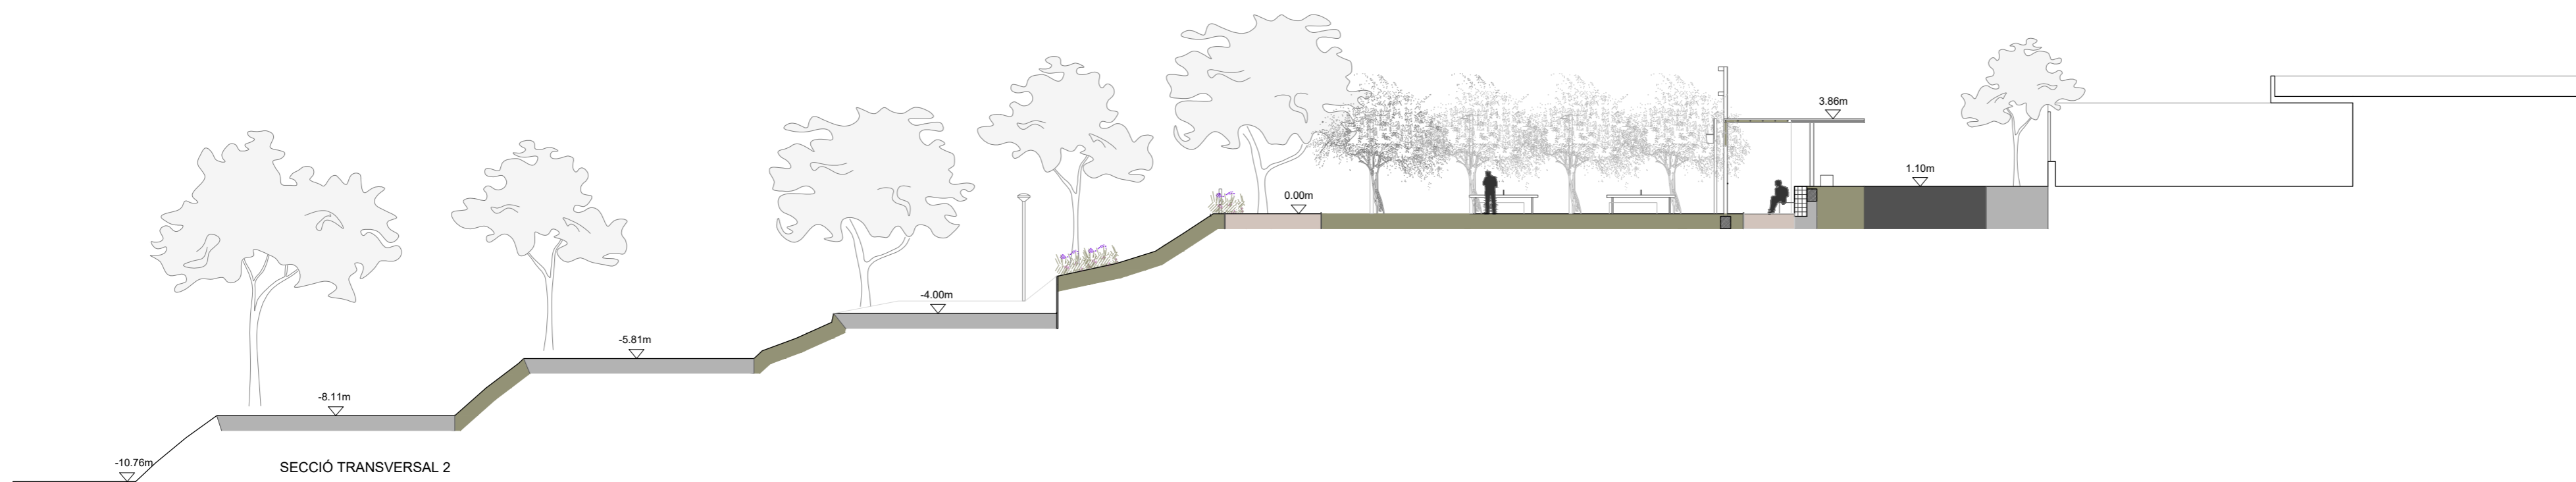 3.86m
1.10m
0.00m
-4.00m
-5.81m
-8.11m
-10.76m
SECCIÓ TRANSVERSAL 2